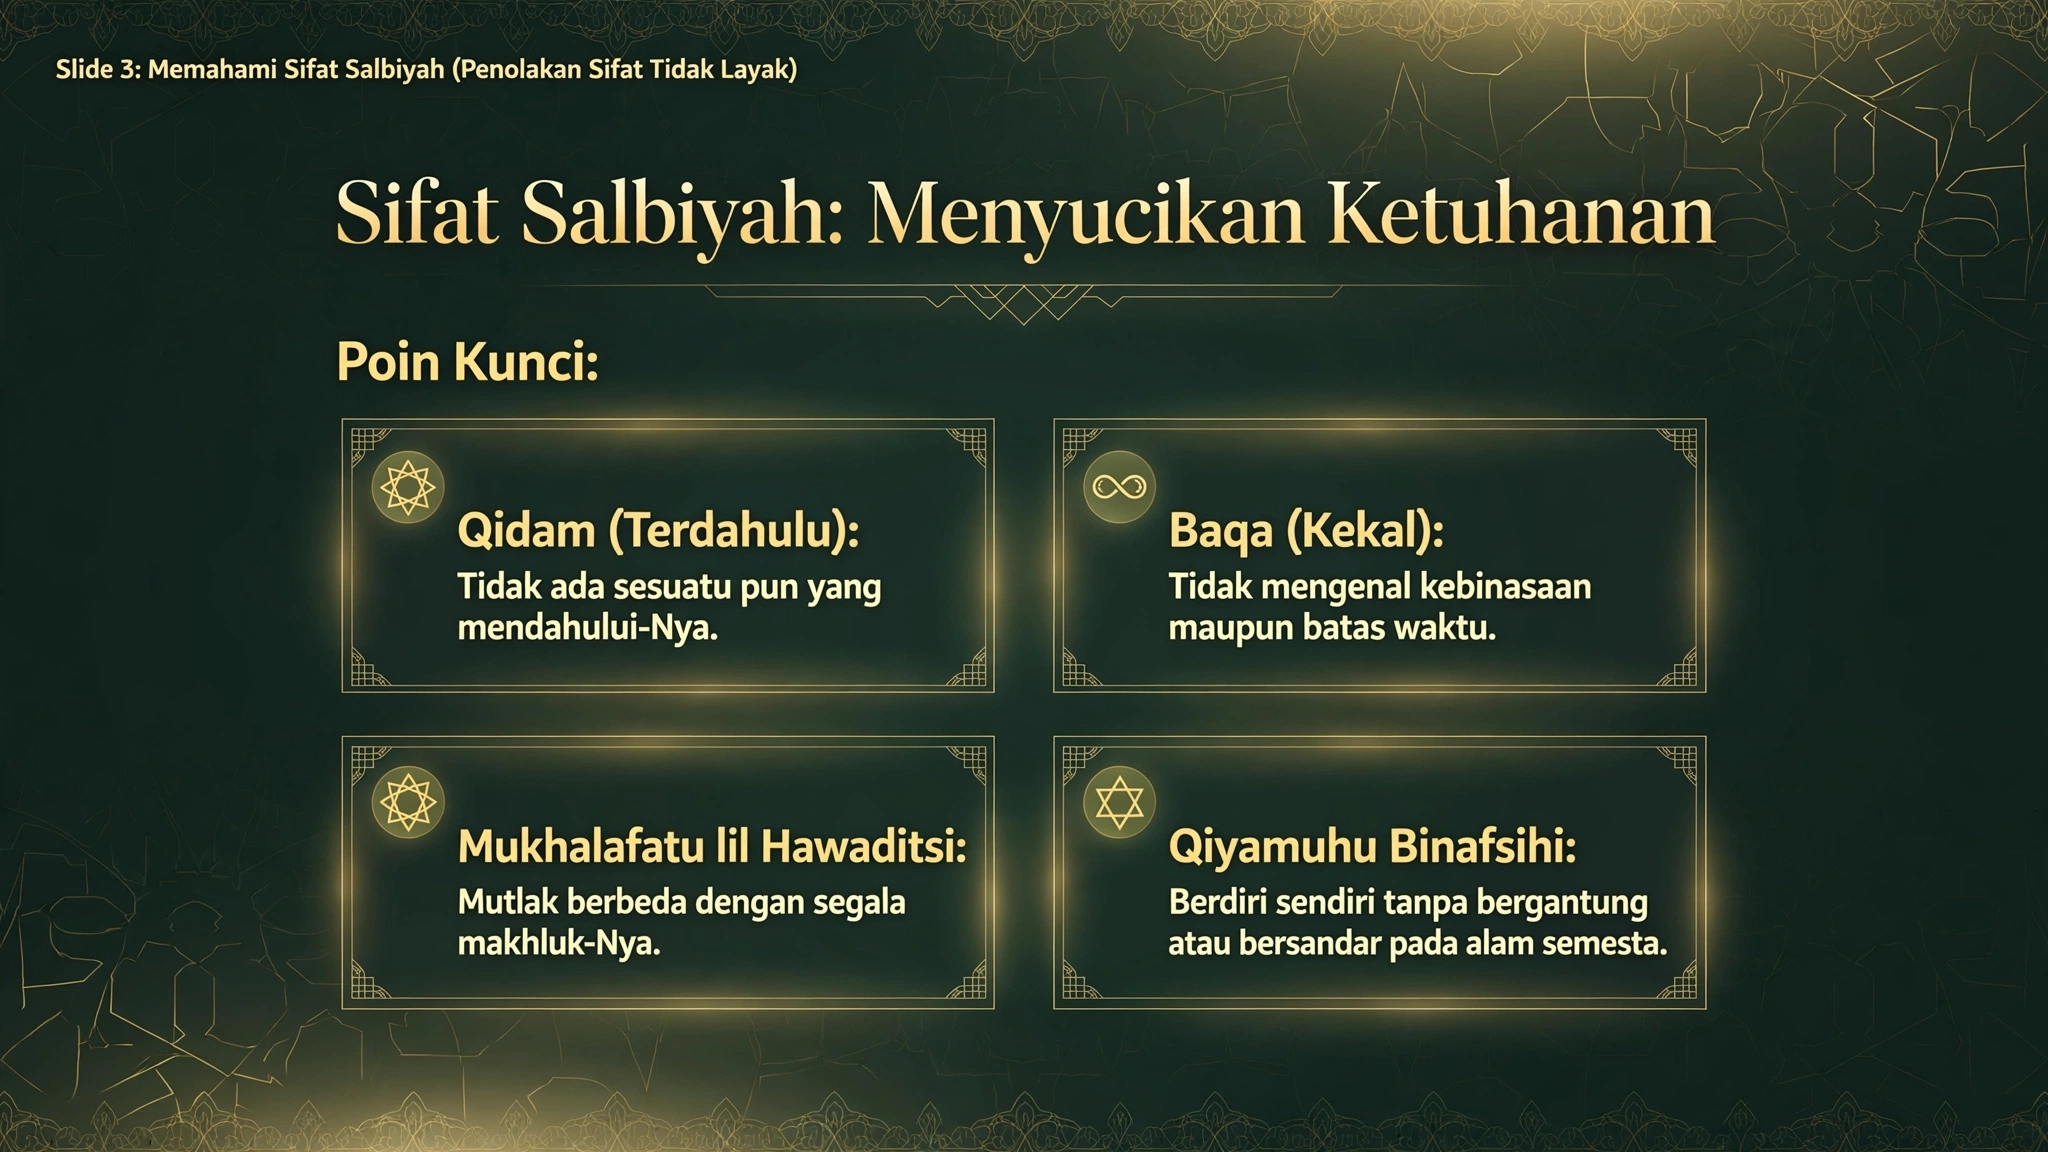 Slide 3: Memahami Sifat Salbiyah (Penolakan Sifat Tidak Layak)
Sifat Salbiyah: Menyucikan Ketuhanan
Poin Kunci:
Qidam (Terdahulu):
Tidak ada sesuatu pun yang
mendahului-Nya.
Baqa (Kekal):
Tidak mengenal kebinasaan
maupun batas waktu.
Mukhalafatu lil Hawaditsi:
Mutlak berbeda dengan segala
makhluk-Nya.
Qiyamuhu Binafsihi:
Berdiri sendiri tanpa bergantung
atau bersandar pada alam semesta.